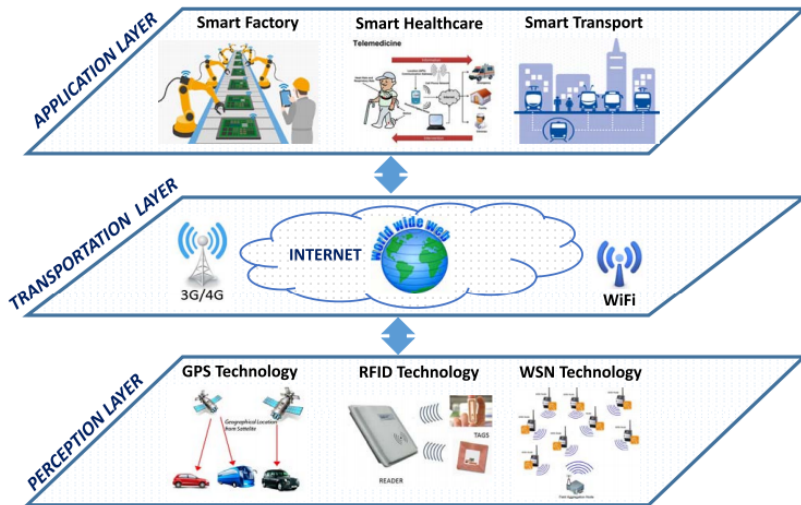 APPLICATION LAYER
Smart Factory
Smart Healthcare
Smart Transport
Telemedicine
TRANSPORTATION LAYER
3G/4G
INTERNET
world wide web
WiFi
PERCEPTION LAYER
GPS Technology
RFID Technology
WSN Technology
Geographical Location
from Satellite
TAGS
READER